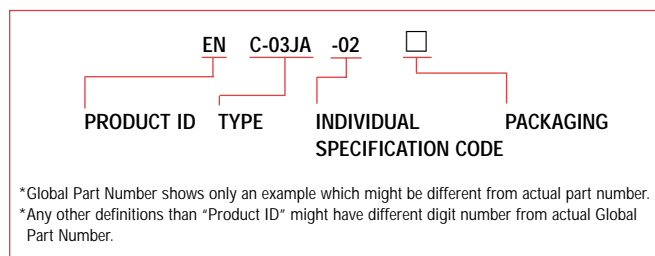 EN C-03JA -02 □
PRODUCT ID TYPE INDIVIDUAL PACKAGING
SPECIFICATION CODE
*Global Part Number shows only an example which might be different from actual part number.
*Any other definitions than “Product ID” might have different digit number from actual Global
Part Number.